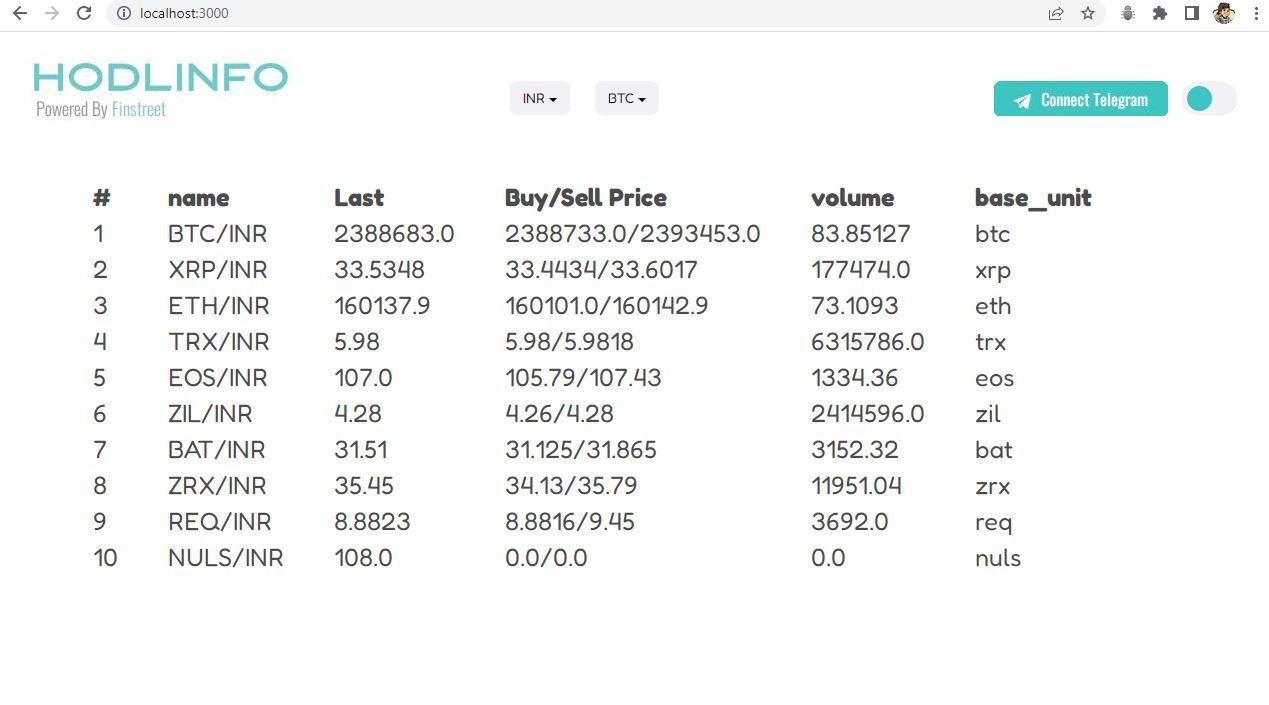 localhost:3000
HODLINFO
Powered By Finstreet
INR
BTC
Connect Telegram
# name Last Buy/Sell Price volume base_unit
1 BTC/INR 2388683.0 2388733.0/2393453.0 83.85127 btc
2 XRP/INR 33.5348 33.4434/33.6017 177474.0 xrp
3 ETH/INR 160137.9 160101.0/160142.9 73.1093 eth
4 TRX/INR 5.98 5.98/5.9818 6315786.0 trx
5 EOS/INR 107.0 105.79/107.43 1334.36 eos
6 ZIL/INR 4.28 4.26/4.28 2414596.0 zil
7 BAT/INR 31.51 31.125/31.865 3152.32 bat
8 ZRX/INR 35.45 34.13/35.79 11951.04 zrx
9 REQ/INR 8.8823 8.8816/9.45 3692.0 req
10 NULS/INR 108.0 0.0/0.0 0.0 nuls